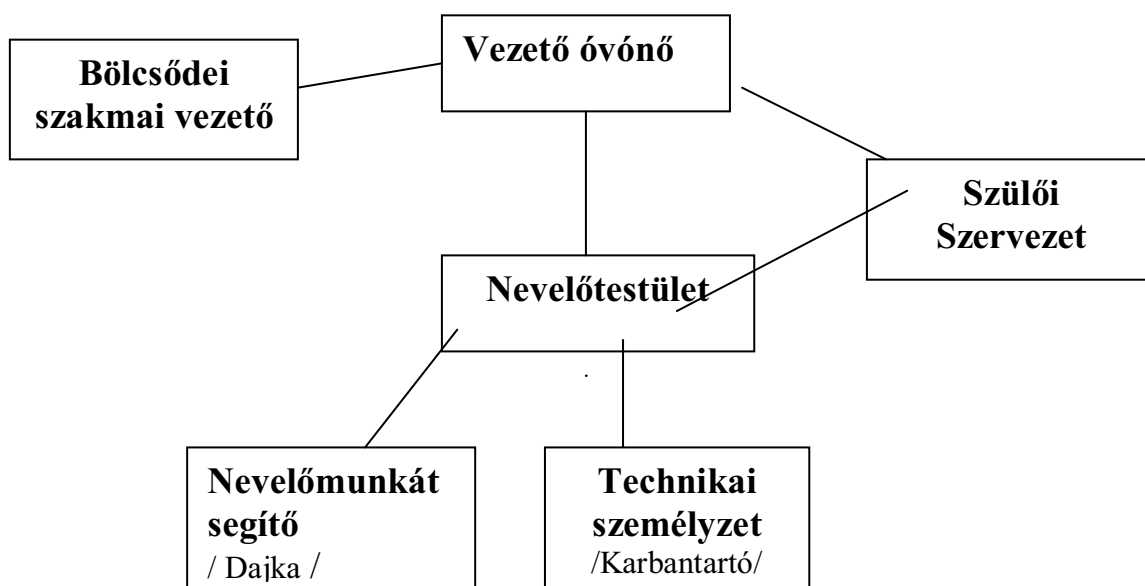 Vezető óvónő
Bölcsődei
szakmai vezető
Szülői
Szervezet
Nevelőtestület
.
Nevelőmunkát
segítő
/ Dajka /
Technikai
személyzet
/Karbantartó/